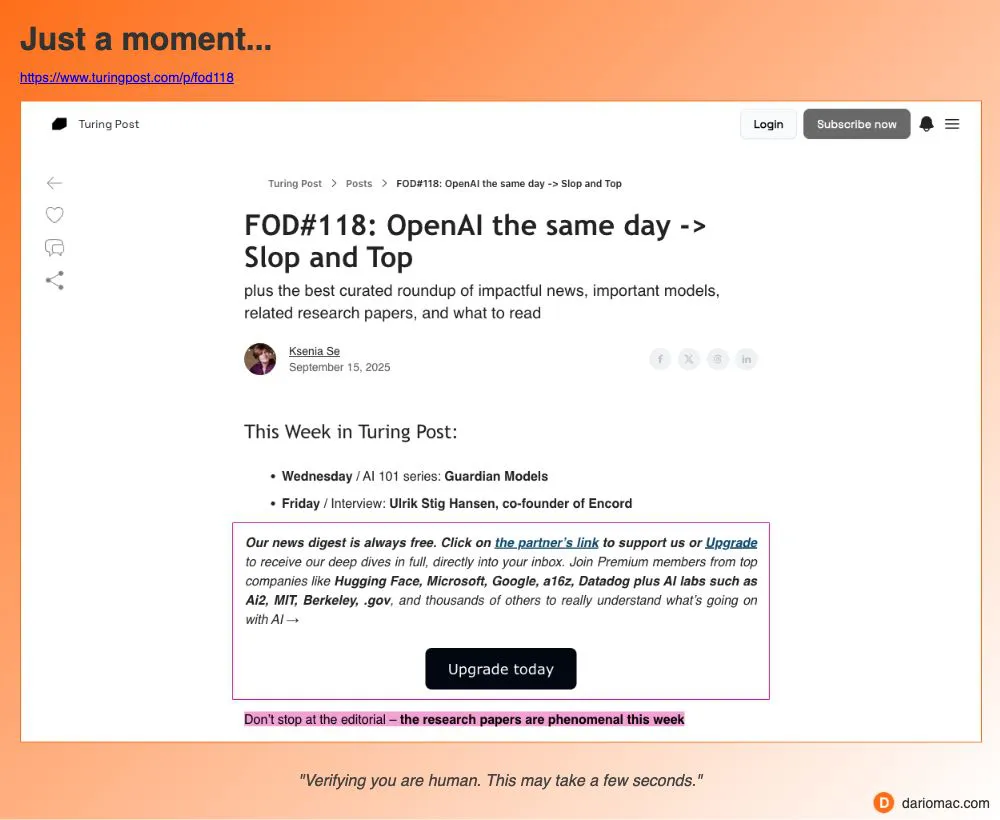 Just a moment...
https://www.turingpost.com/p/fod118
Turing Post
Login
Subscribe now
Turing Post > Posts > FOD#118: OpenAI the same day -> Slop and Top
FOD#118: OpenAI the same day ->
Slop and Top
plus the best curated roundup of impactful news, important models,
related research papers, and what to read
Ksenia Se
September 15, 2025
This Week in Turing Post:
• Wednesday / AI 101 series: Guardian Models
• Friday / Interview: Ulrik Stig Hansen, co-founder of Encord
Our news digest is always free. Click on the partner's link to support us or Upgrade
to receive our deep dives in full, directly into your inbox. Join Premium members from top
companies like Hugging Face, Microsoft, Google, a16z, Datadog plus AI labs such as
Ai2, MIT, Berkeley, .gov, and thousands of others to really understand what's going on
with AI →
Upgrade today
Don't stop at the editorial – the research papers are phenomenal this week
"Verifying you are human. This may take a few seconds."
D dariomac.com